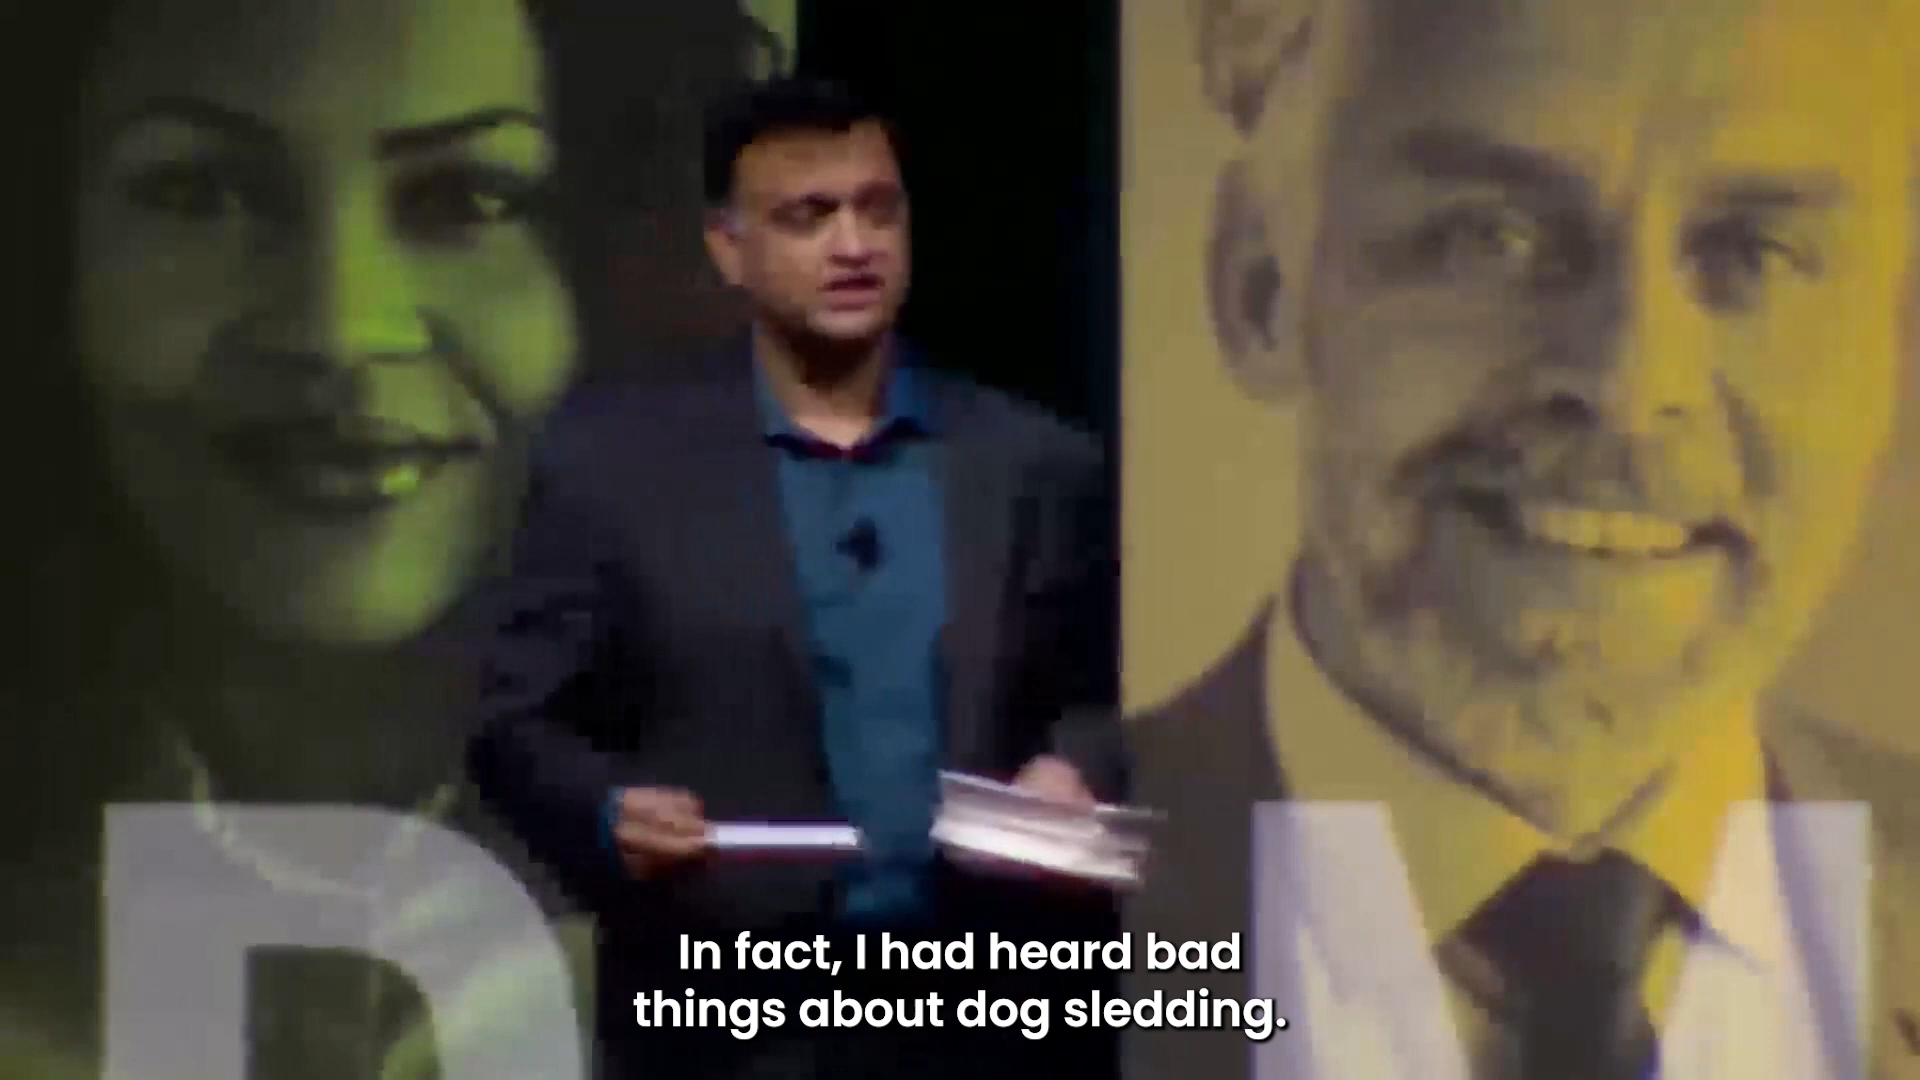 D
M
In fact, I had heard bad
things about dog sledding.